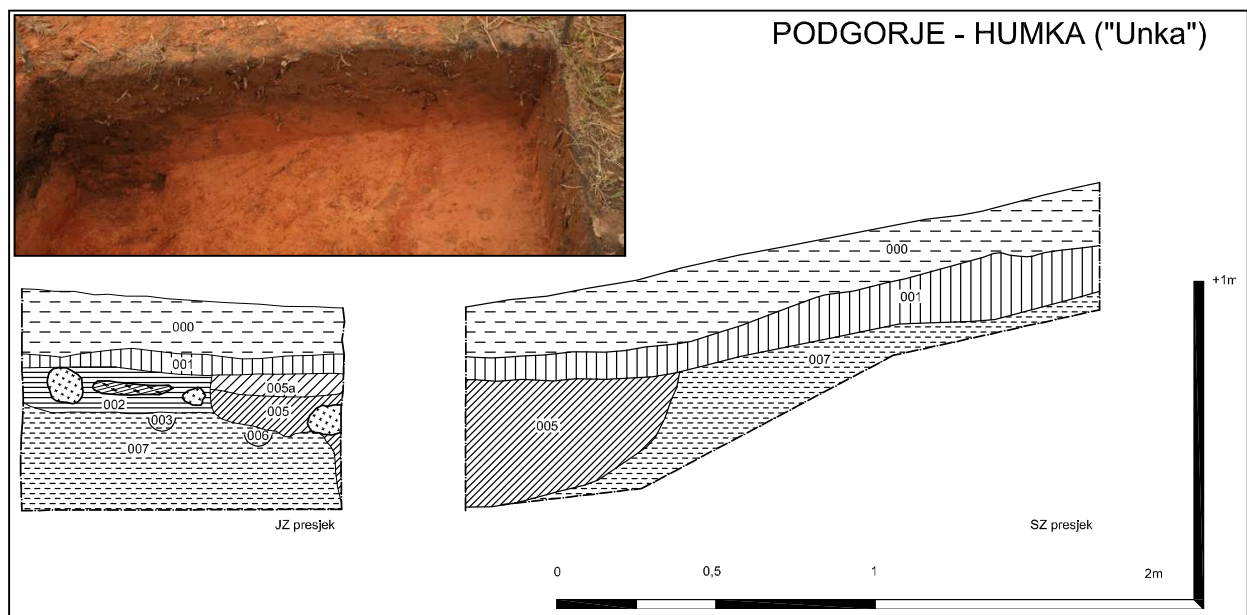 PODGORJE - HUMKA ("Unka")
+1m
000
001
005a
002
005
003
006
007
JZ presjek
000
001
007
005
SZ presjek
0 0,5 1 2m